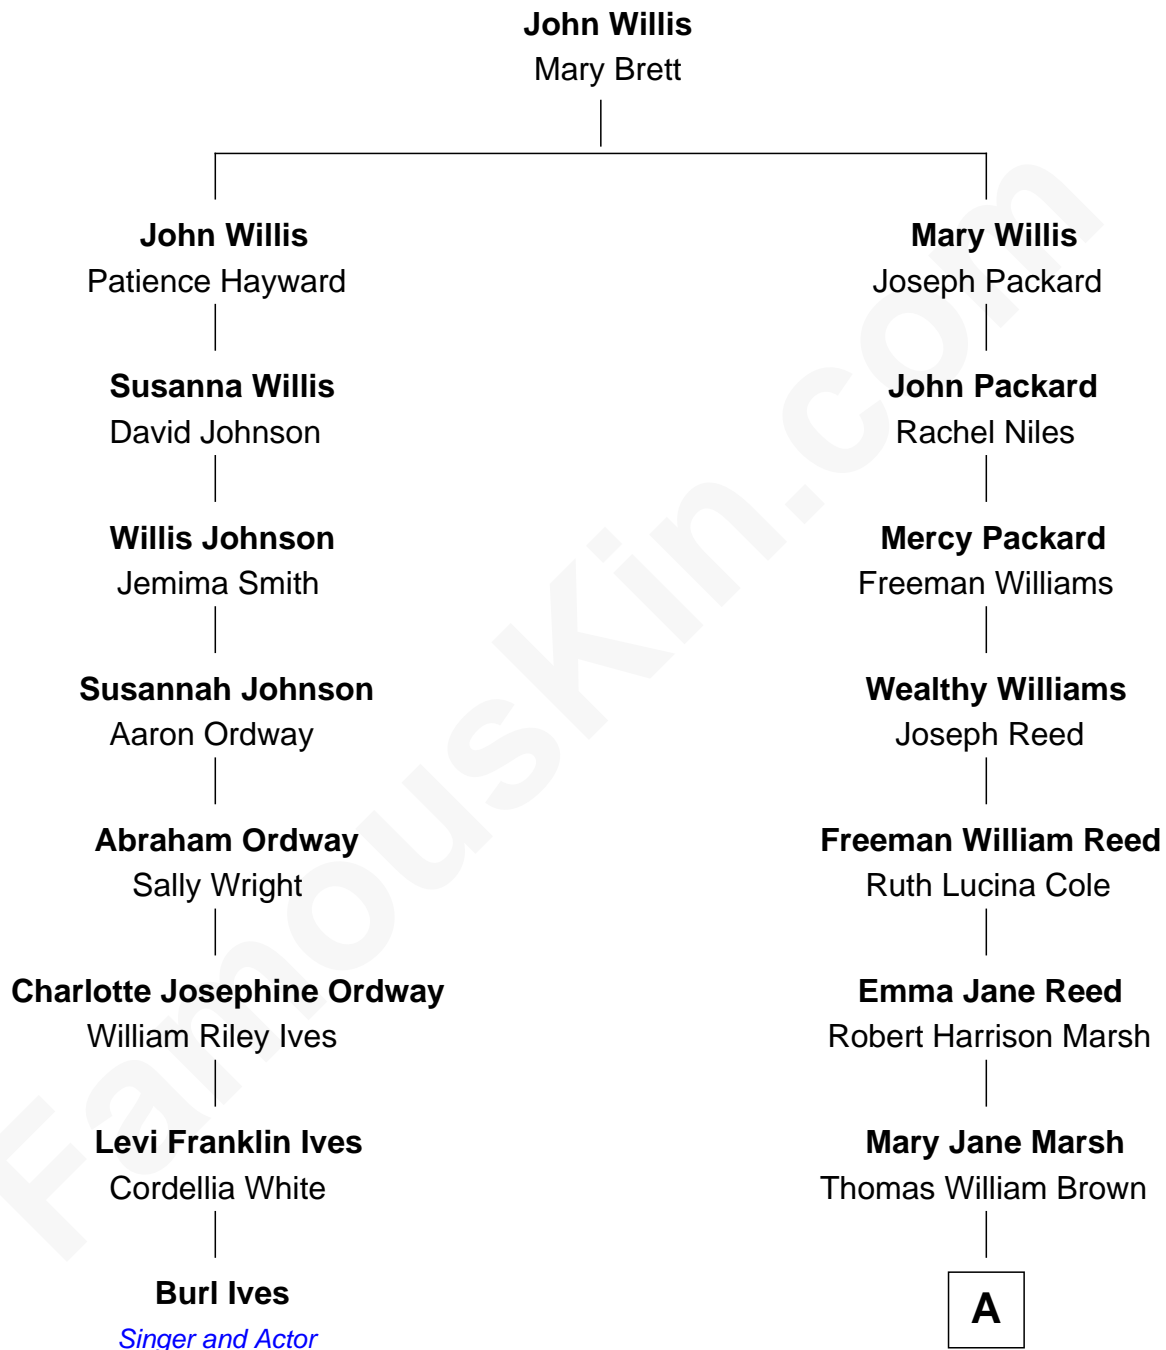 John Willis
Mary Brett
John Willis
Patience Hayward
Susanna Willis
David Johnson
Willis Johnson
Jemima Smith
Susannah Johnson
Aaron Ordway
Abraham Ordway
Sally Wright
Charlotte Josephine Ordway
William Riley Ives
Levi Franklin Ives
Cordellia White
Burl Ives
Singer and Actor
Mary Willis
Joseph Packard
John Packard
Rachel Niles
Mercy Packard
Freeman Williams
Wealthy Williams
Joseph Reed
Freeman William Reed
Ruth Lucina Cole
Emma Jane Reed
Robert Harrison Marsh
Mary Jane Marsh
Thomas William Brown
A
FamousKin.com